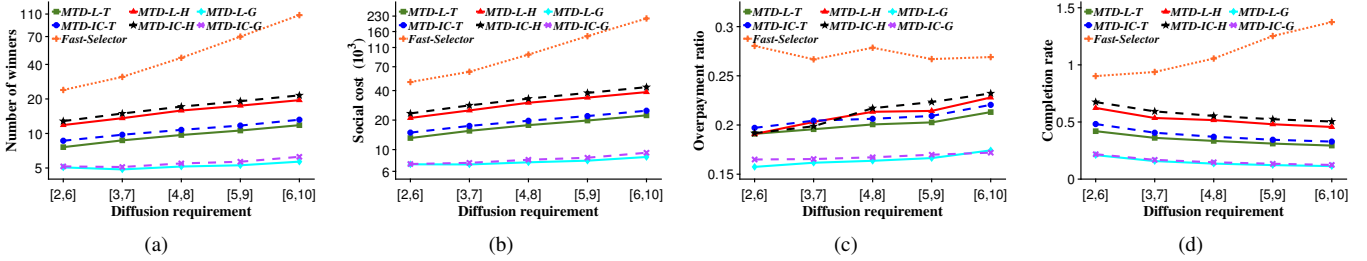 MTD-L-T MTD-L-H MTD-L-G
MTD-IC-T MTD-IC-H MTD-IC-G
Fast-Selector
110
70
40
20
10
5
Number of winners
[2,6] [3,7] [4,8] [5,9] [6,10]
Diffusion requirement
(a)
MTD-L-T MTD-L-H MTD-L-G
MTD-IC-T MTD-IC-H MTD-IC-G
Fast-Selector
230
160
110
70
40
20
10
6
Social cost (10³)
[2,6] [3,7] [4,8] [5,9] [6,10]
Diffusion requirement
(b)
MTD-L-T MTD-L-H MTD-L-G
MTD-IC-T MTD-IC-H MTD-IC-G
Fast-Selector
0.3
0.25
0.2
0.15
Overpayment ratio
[2,6] [3,7] [4,8] [5,9] [6,10]
Diffusion requirement
(c)
MTD-L-T MTD-L-H MTD-L-G
MTD-IC-T MTD-IC-H MTD-IC-G
Fast-Selector
1.5
1
0.5
0
Completion rate
[2,6] [3,7] [4,8] [5,9] [6,10]
Diffusion requirement
(d)